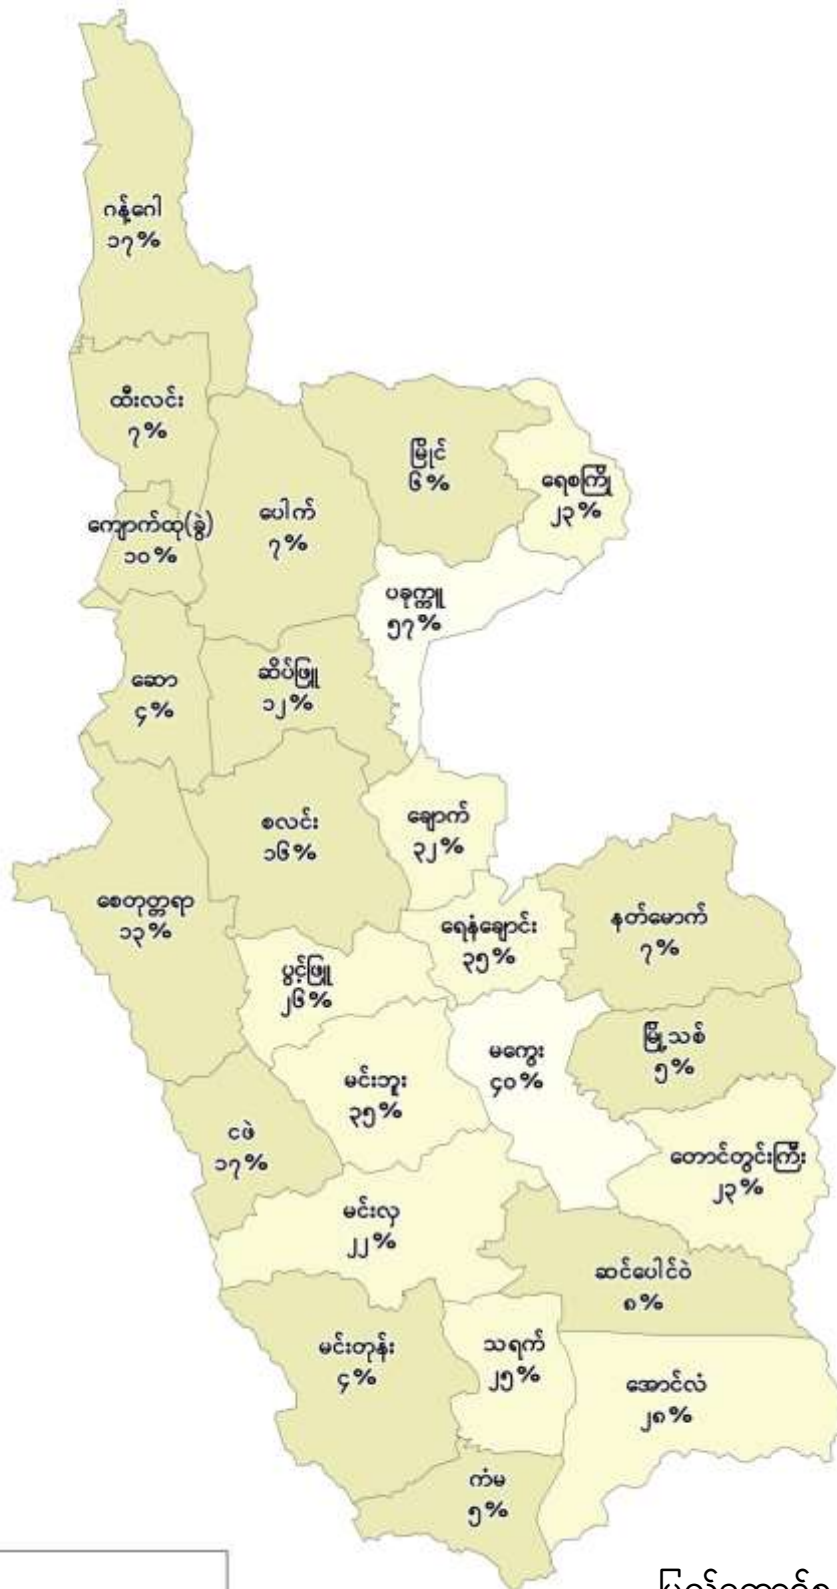 ဂန့်ဂေါ
၁၇%
ထီးလင်း
၇%
မြိုင်
၆%
ရေစကြို
၂၃%
ကျောက်ထု(ခွဲ)
၁၀%
ပေါက်
၇%
ပခုက္ကူ
၅၇%
ဆော
၄%
ဆိပ်ဖြူ
၁၂%
စလင်း
၁၆%
ချောက်
၃၂%
စေတုတ္တရာ
၁၃%
ရေနံချောင်း
၃၅%
နတ်မောက်
၇%
ပွင့်ဖြူ
၂၆%
မြို့သစ်
၅%
မကွေး
၄၀%
မင်းဘူး
၃၅%
ငဖဲ
၁၇%
တောင်တွင်းကြီး
၂၃%
မင်းလှ
၂၂%
ဆင်ပေါင်ဝဲ
၈%
မင်းတုန်း
၄%
သရက်
၂၅%
အောင်လံ
၂၈%
ကံမ
၅%